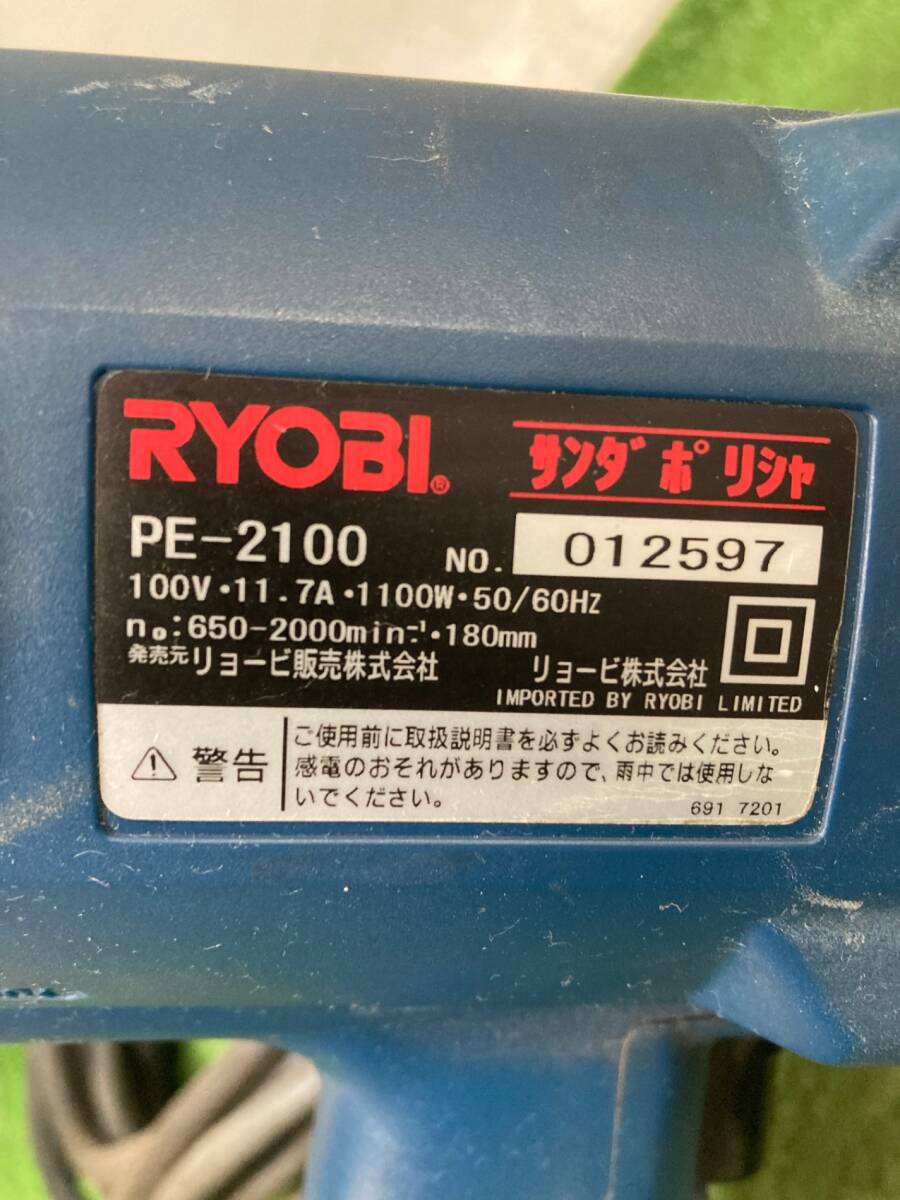 RYOBI®
サンダポリシャ
PE-2100
NO. 012597
100V・11.7A・1100W・50/60Hz
n₀:650-2000min⁻¹・180mm
発売元リョービ販売株式会社
リョービ株式会社
IMPORTED BY RYOBI LIMITED
警告
ご使用前に取扱説明書を必ずよくお読みください。
感電のおそれがありますので、雨中では使用しな
いでください。
691 7201